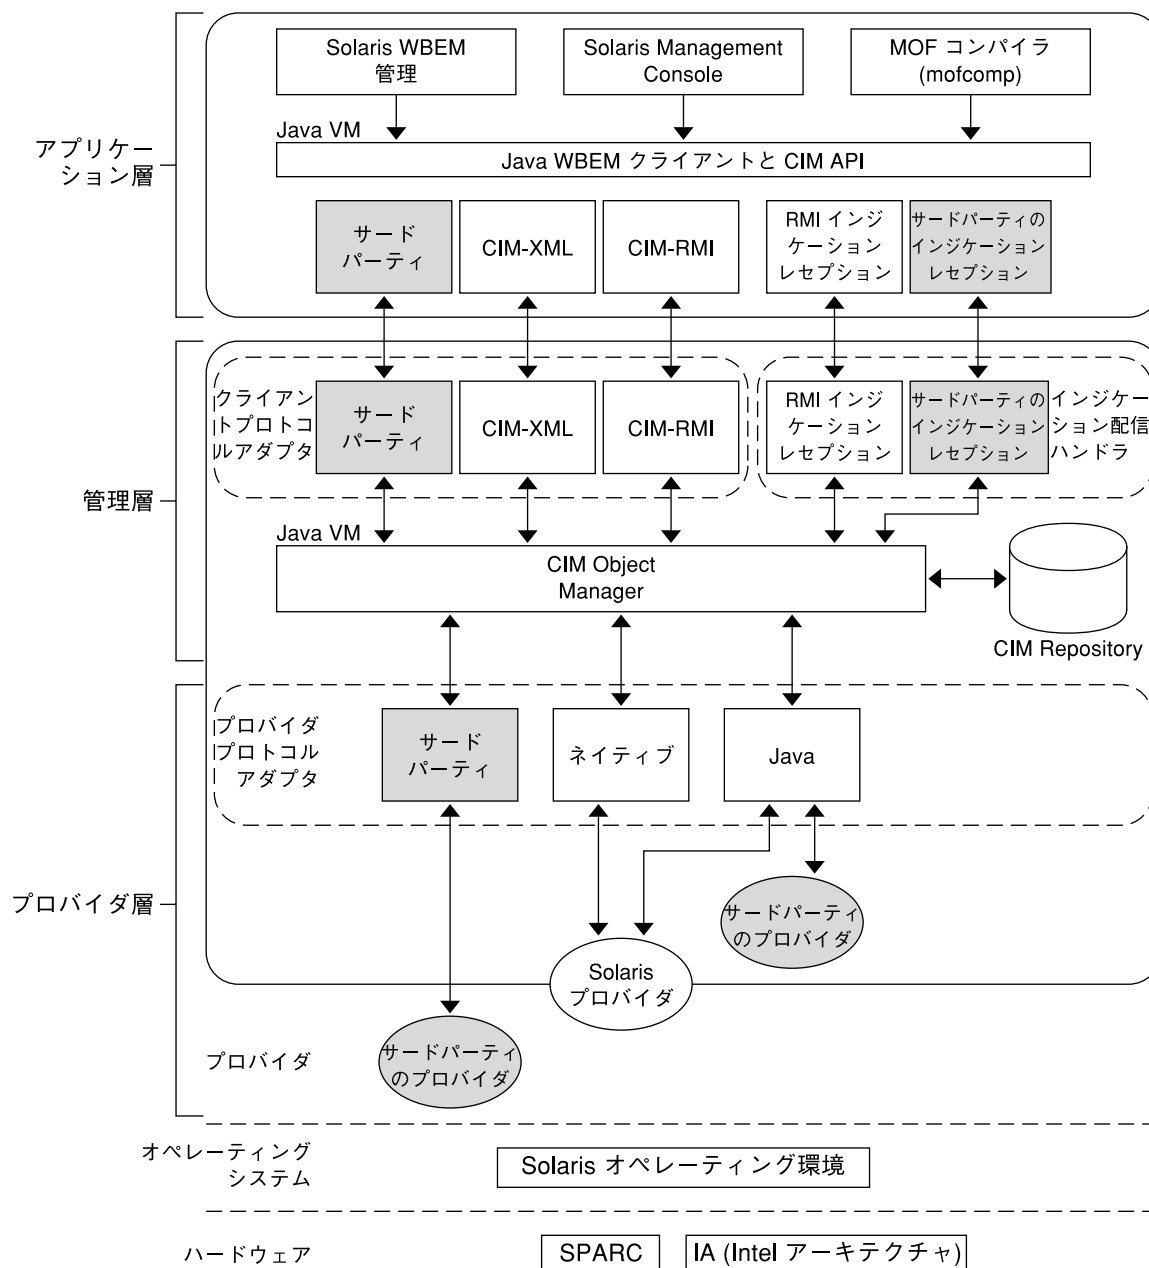 Solaris WBEM
管理
Solaris Management
Console
MOF コンパイラ
(mofcomp)
Java VM
Java WBEM クライアントと CIM API
アプリケー
ション層
サード
パーティ
CIM-XML
CIM-RMI
RMI インジ
ケーション
レセプション
サードパーティの
インジケーション
レセプション
クライアン
トプロトコ
ルアダプタ
サード
パーティ
CIM-XML
CIM-RMI
RMI インジ
ケーション
レセプション
サードパーティの
インジケーション
レセプション
インジケー
ション配信
ハンドラ
管理層
Java VM
CIM Object
Manager
CIM Repository
プロバイダ
プロトコル
アダプタ
サード
パーティ
ネイティブ
Java
プロバイダ層
サードパーティ
のプロバイダ
Solaris
プロバイダ
プロバイダ
サードパーティ
のプロバイダ
オペレーティング
システム
Solaris オペレーティング環境
ハードウェア
SPARC
IA (Intel アーキテクチャ)